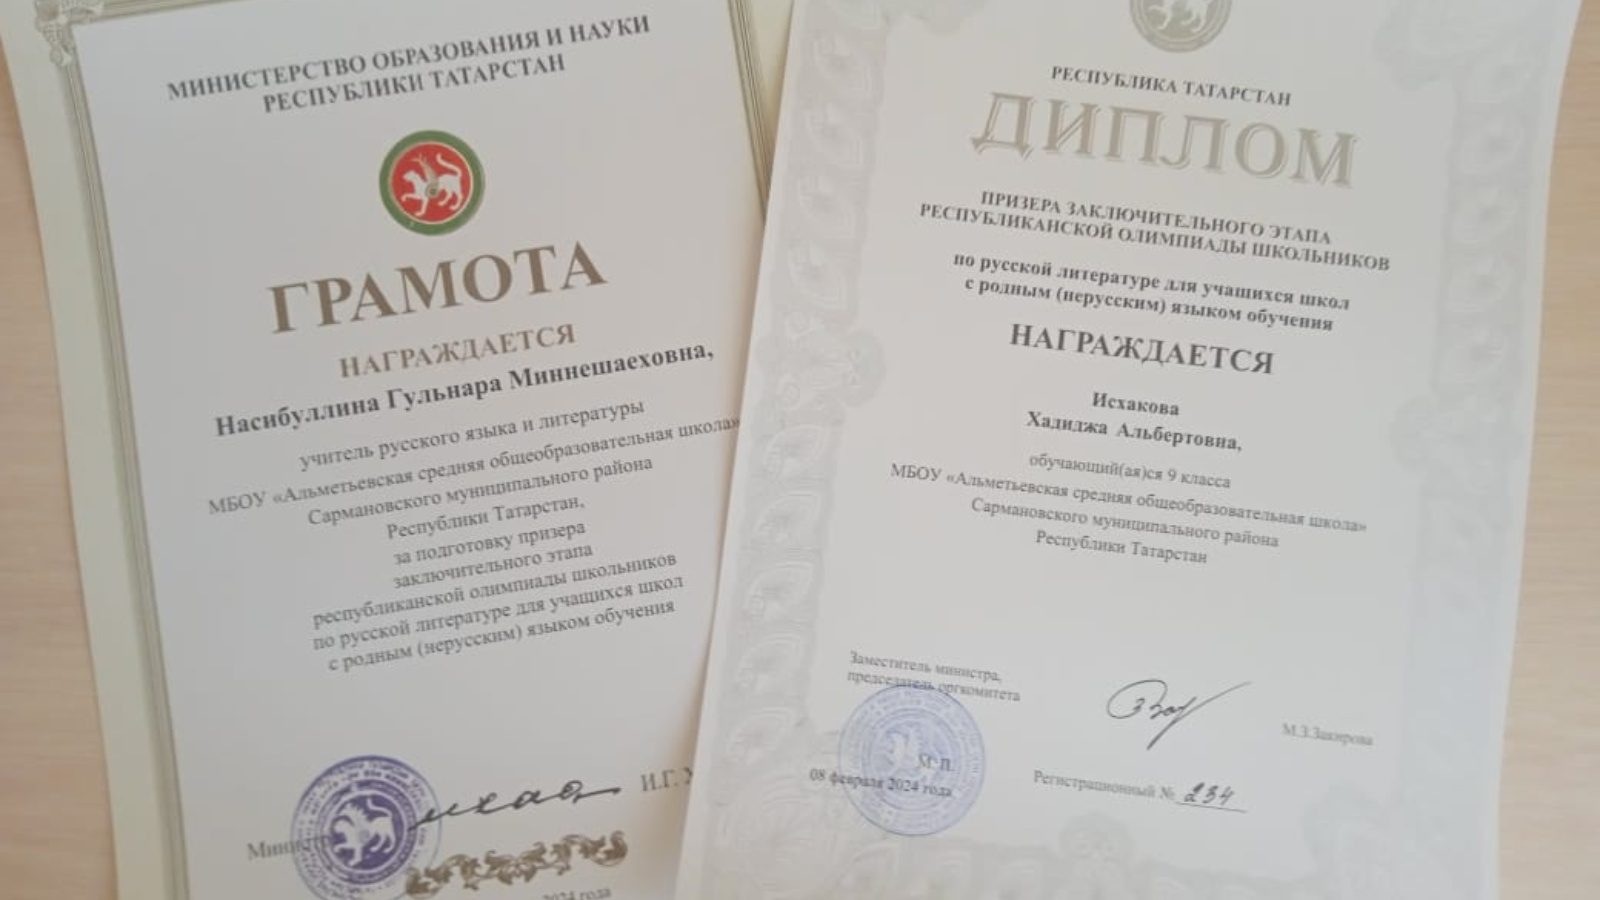 МИНИСТЕРСТВО ОБРАЗОВАНИЯ И НАУКИ
РЕСПУБЛИКИ ТАТАРСТАН
ГРАМОТА
НАГРАЖДАЕТСЯ
Насибуллина Гульнара Миннешаеховна,
учитель русского языка и литературы
МБОУ «Альметьевская средняя общеобразовательная школа»
Сармановского муниципального района
Республики Татарстан,
за подготовку призера
заключительного этапа
республиканской олимпиады школьников
по русской литературе для учащихся школ
с родным (нерусским) языком обучения
И.Г.
2024 года
РЕСПУБЛИКА ТАТАРСТАН
ДИПЛОМ
ПРИЗЕРА ЗАКЛЮЧИТЕЛЬНОГО ЭТАПА
РЕСПУБЛИКАНСКОЙ ОЛИМПИАДЫ ШКОЛЬНИКОВ
по русской литературе для учащихся школ
с родным (нерусским) языком обучения
НАГРАЖДАЕТСЯ
Исхакова
Хадиджа Альбертовна,
обучающий(ая)ся 9 класса
МБОУ «Альметьевская средняя общеобразовательная школа»
Сармановского муниципального района
Республики Татарстан
Заместитель министра,
председатель оргкомитета
М.З.Закирова
М. П.
08 февраля 2024 года
Регистрационный № 234